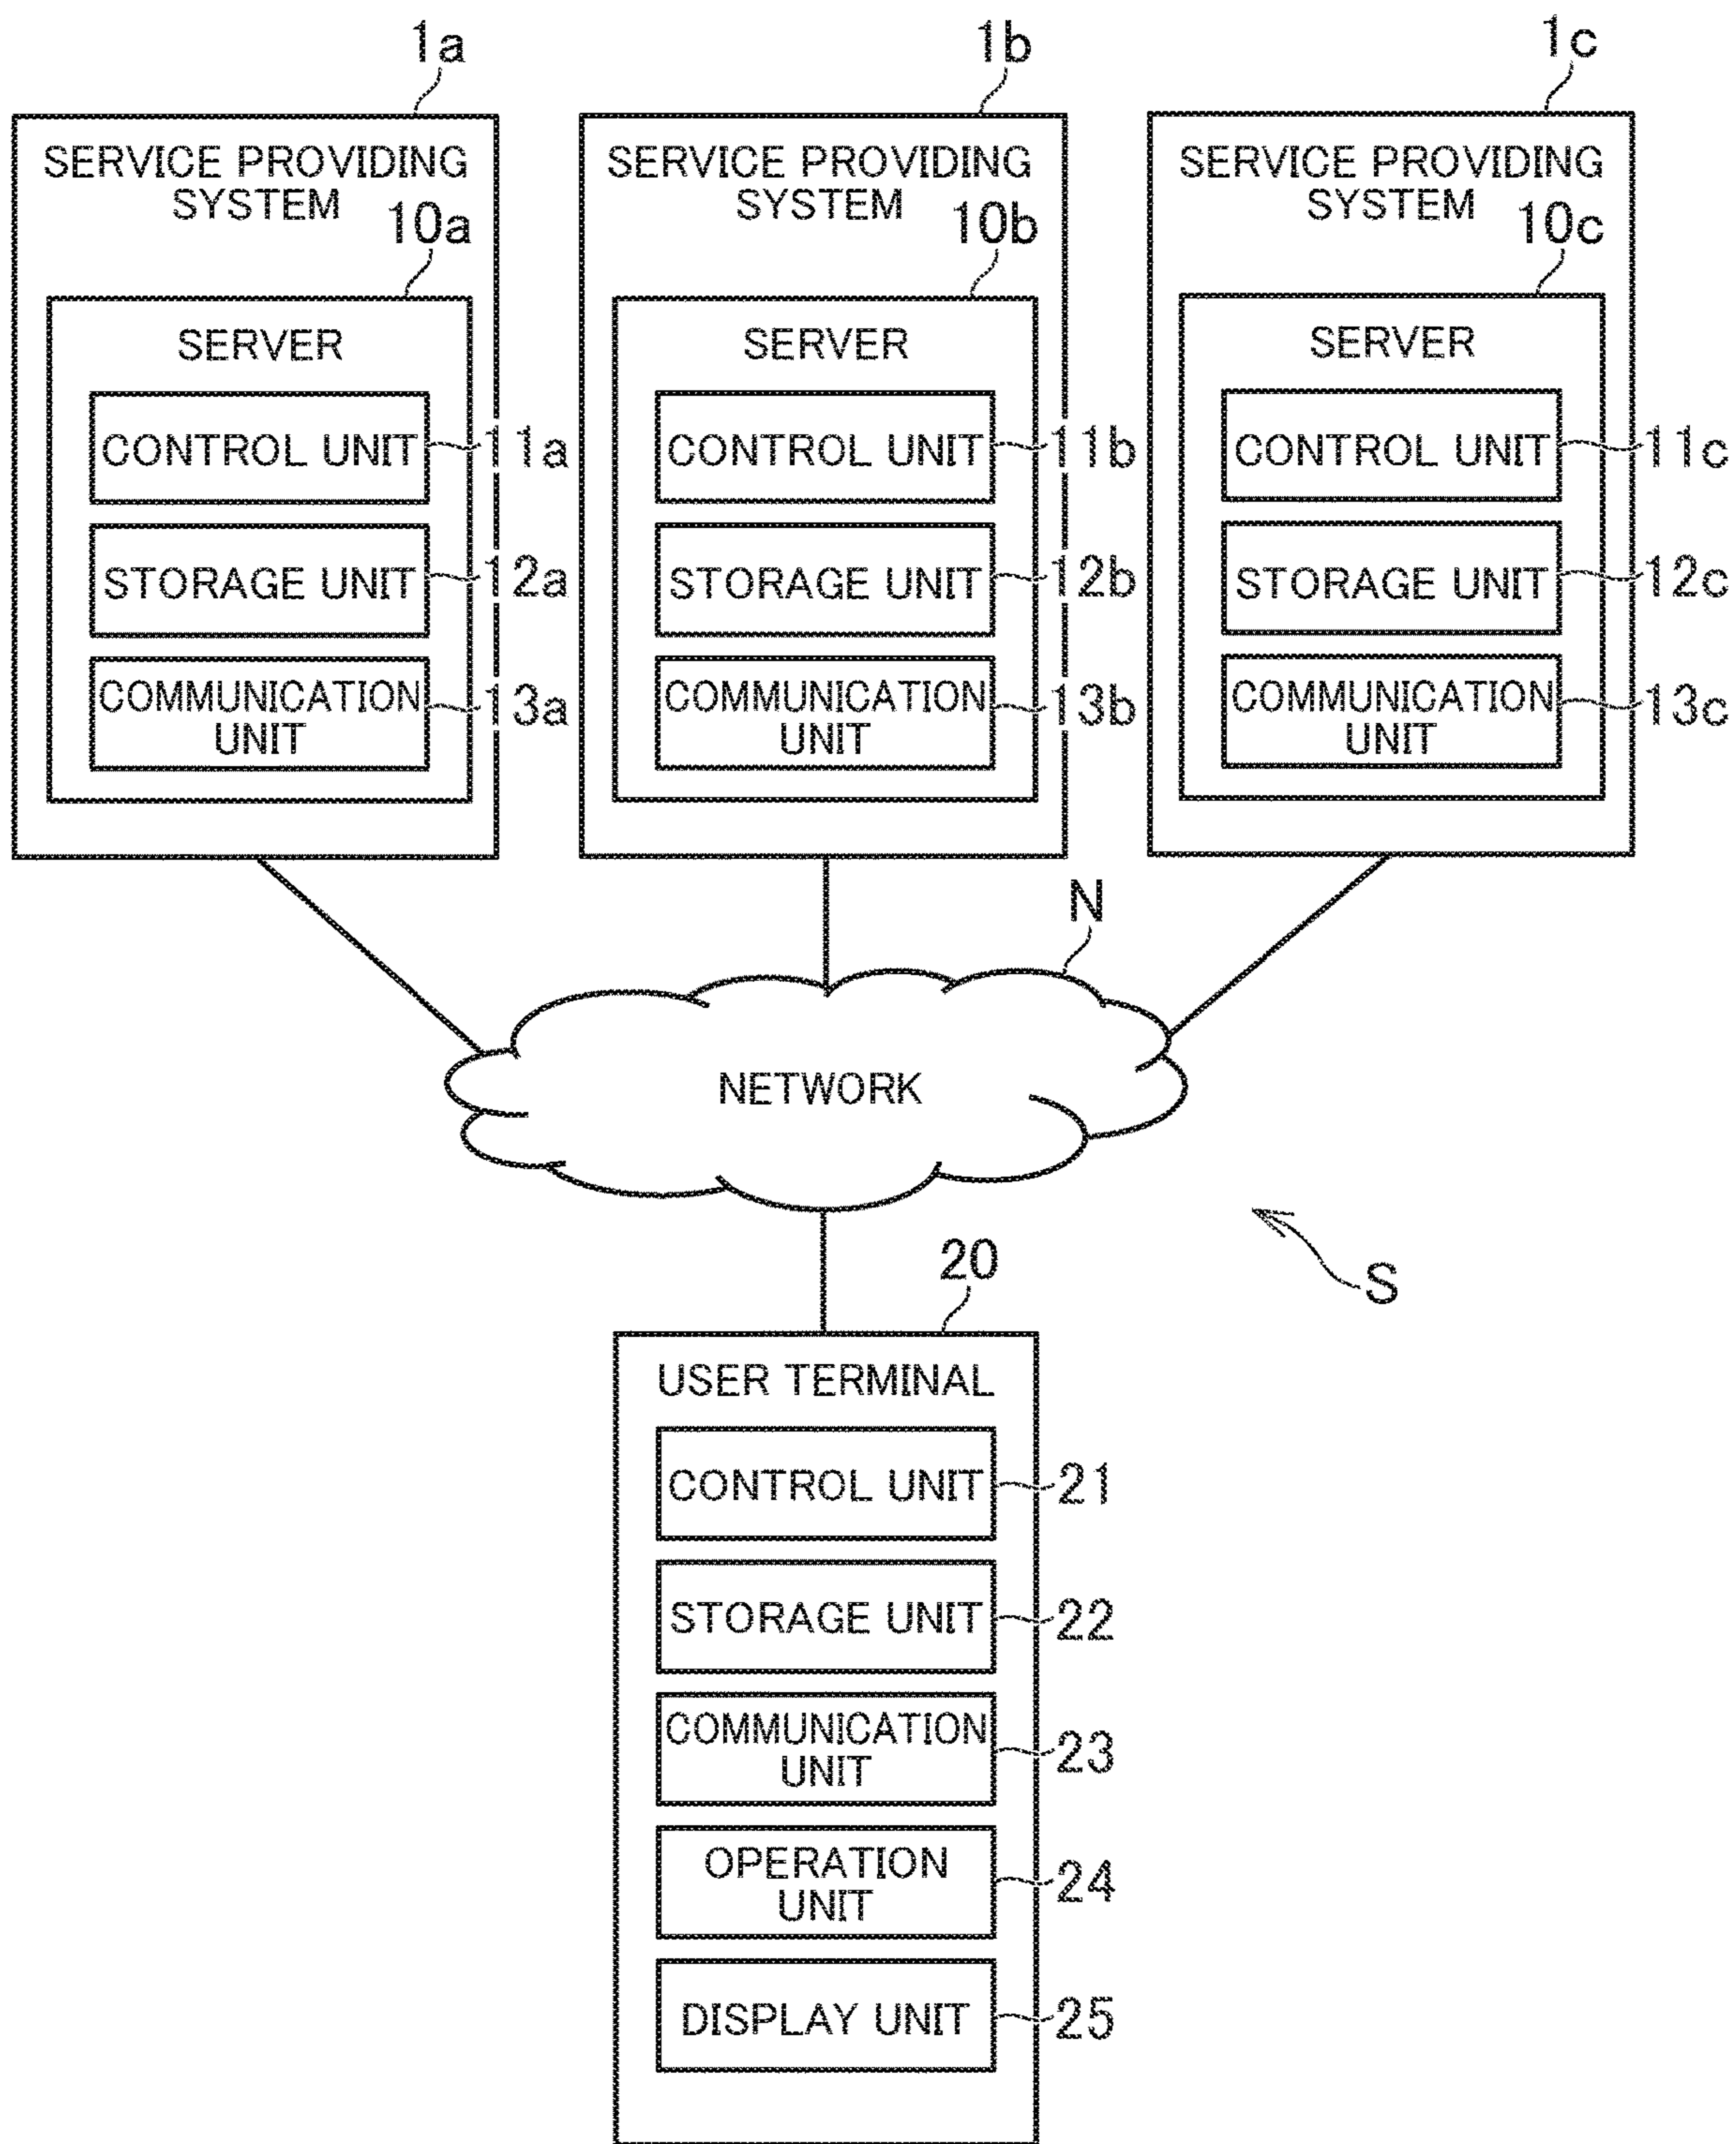 1a 1b 1c
SERVICE PROVIDING SERVICE PROVIDING SERVICE PROVIDING
SYSTEM SYSTEM SYSTEM
10a 10b 10c
SERVER SERVER SERVER
CONTROL UNIT 11a CONTROL UNIT 11b CONTROL UNIT 11c
STORAGE UNIT 12a STORAGE UNIT 12b STORAGE UNIT 12c
COMMUNICATION COMMUNICATION COMMUNICATION
UNIT 13a UNIT 13b UNIT 13c
N
NETWORK
S
20
USER TERMINAL
CONTROL UNIT 21
STORAGE UNIT 22
COMMUNICATION
UNIT 23
OPERATION
UNIT 24
DISPLAY UNIT 25